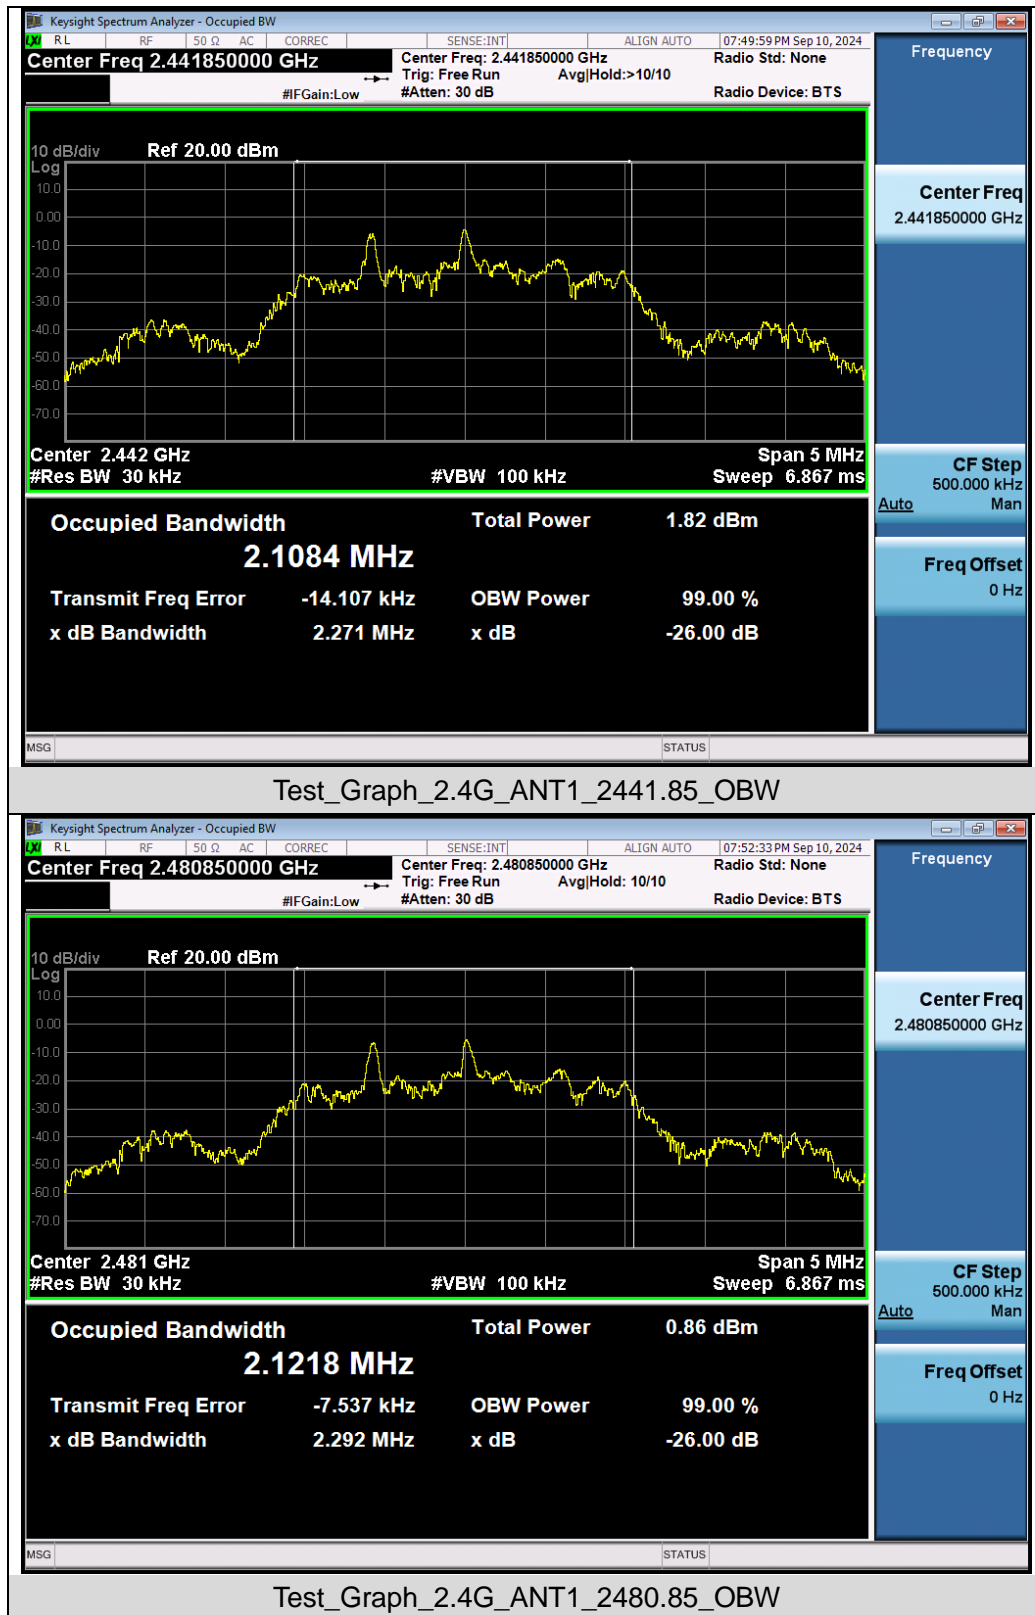 Keysight Spectrum Analyzer - Occupied BW
LXI RL RF 50 Ω AC CORREC SENSE:INT ALIGN AUTO 07:49:59 PM Sep 10, 2024
Center Freq 2.441850000 GHz
Center Freq: 2.441850000 GHz
Radio Std: None
Trig: Free Run Avg|Hold:>10/10
#IFGain:Low
#Atten: 30 dB
Radio Device: BTS
Frequency
10 dB/div Ref 20.00 dBm
Log
10.0
0.00
-10.0
-20.0
-30.0
-40.0
-50.0
-60.0
-70.0
Center 2.442 GHz Span 5 MHz
#Res BW 30 kHz #VBW 100 kHz Sweep 6.867 ms
Center Freq
2.441850000 GHz
CF Step
500.000 kHz
Auto Man
Freq Offset
0 Hz
Occupied Bandwidth Total Power 1.82 dBm
2.1084 MHz
Transmit Freq Error -14.107 kHz OBW Power 99.00 %
x dB Bandwidth 2.271 MHz x dB -26.00 dB
MSG STATUS
Test_Graph_2.4G_ANT1_2441.85_OBW
Keysight Spectrum Analyzer - Occupied BW
LXI RL RF 50 Ω AC CORREC SENSE:INT ALIGN AUTO 07:52:33 PM Sep 10, 2024
Center Freq 2.480850000 GHz
Center Freq: 2.480850000 GHz
Radio Std: None
Trig: Free Run Avg|Hold: 10/10
#IFGain:Low
#Atten: 30 dB
Radio Device: BTS
Frequency
10 dB/div Ref 20.00 dBm
Log
10.0
0.00
-10.0
-20.0
-30.0
-40.0
-50.0
-60.0
-70.0
Center 2.481 GHz Span 5 MHz
#Res BW 30 kHz #VBW 100 kHz Sweep 6.867 ms
Center Freq
2.480850000 GHz
CF Step
500.000 kHz
Auto Man
Freq Offset
0 Hz
Occupied Bandwidth Total Power 0.86 dBm
2.1218 MHz
Transmit Freq Error -7.537 kHz OBW Power 99.00 %
x dB Bandwidth 2.292 MHz x dB -26.00 dB
MSG STATUS
Test_Graph_2.4G_ANT1_2480.85_OBW